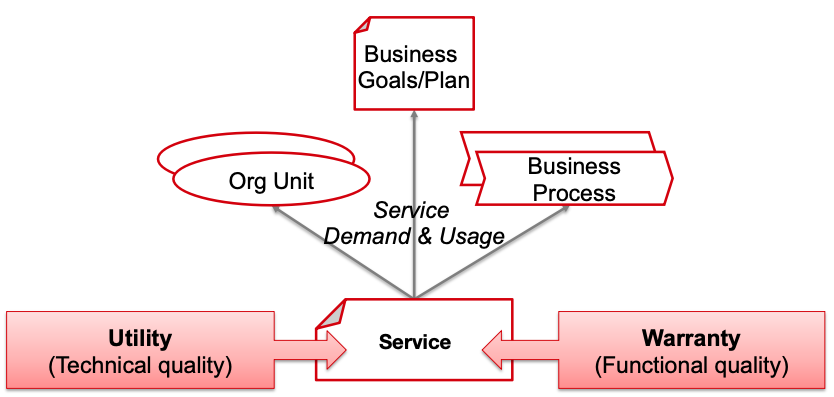 Business
Goals/Plan
Org Unit
Business
Process
Service
Demand & Usage
Utility
(Technical quality)
Service
Warranty
(Functional quality)